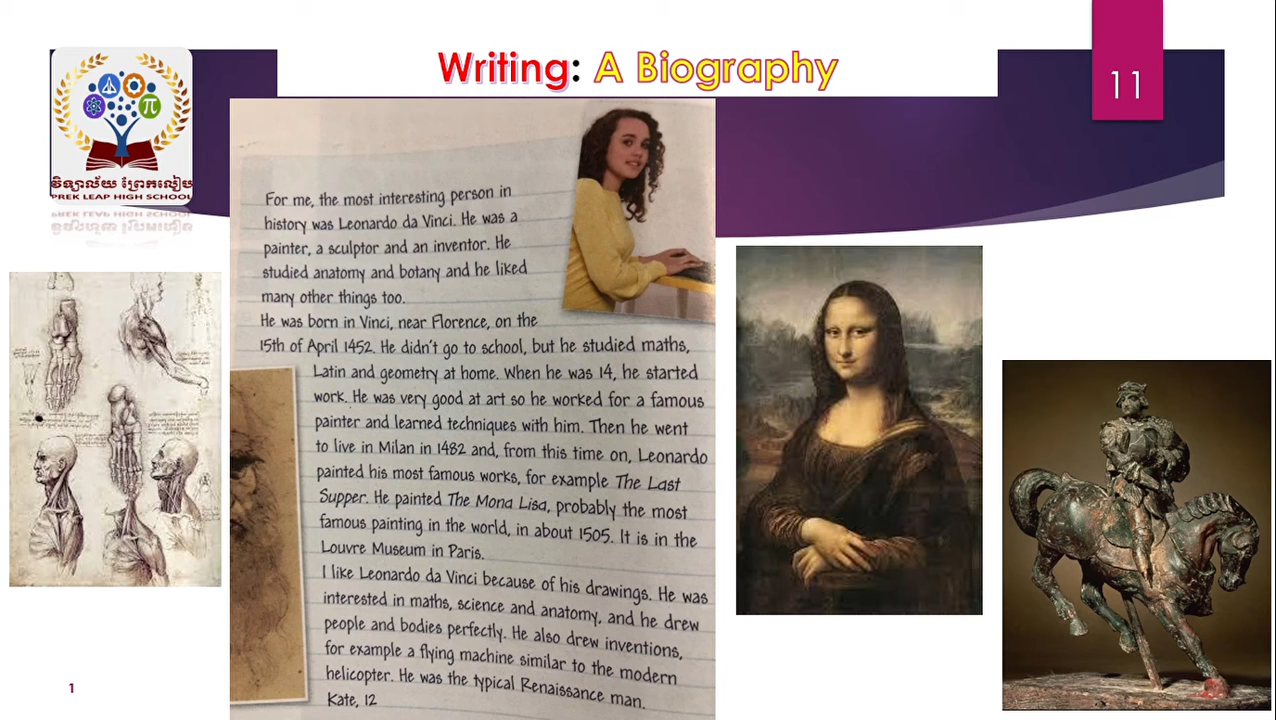 Writing: A Biography
11
វិទ្យាល័យ ព្រែកលៀប
PREK LEAP HIGH SCHOOL
For me, the most interesting person in
history was Leonardo da Vinci. He was a
painter, a sculptor and an inventor. He
studied anatomy and botany and he liked
many other things too.
He was born in Vinci, near Florence, on the
15th of April 1452. He didn't go to school, but he studied maths,
Latin and geometry at home. When he was 14, he started
work. He was very good at art so he worked for a famous
painter and learned techniques with him. Then he went
to live in Milan in 1482 and, from this time on, Leonardo
painted his most famous works, for example The Last
Supper. He painted The Mona Lisa, probably the most
famous painting in the world, in about 1505. It is in the
Louvre Museum in Paris.
I like Leonardo da Vinci because of his drawings. He was
interested in maths, science and anatomy, and he drew
people and bodies perfectly. He also drew inventions,
for example a flying machine similar to the modern
helicopter. He was the typical Renaissance man.
Kate, 12
1